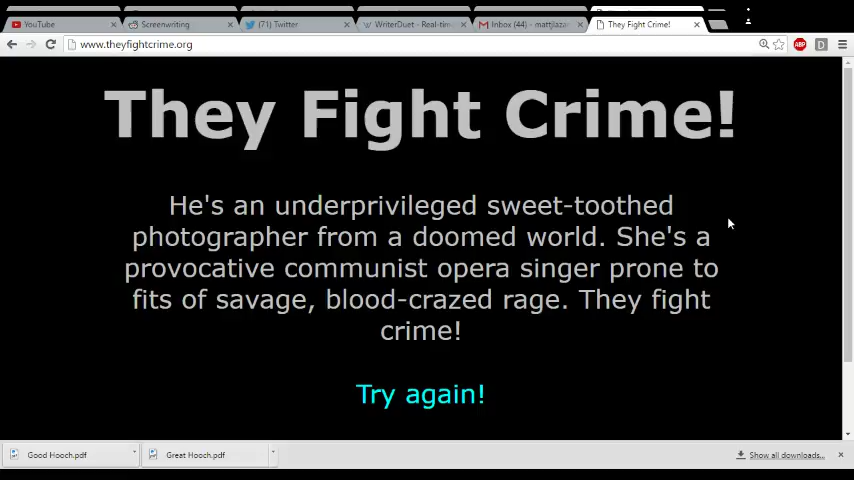 YouTube
Screenwriting
(71) Twitter
WriterDuet - Real-tim
Inbox (44) - mattjlaza
They Fight Crime!
www.theyfightcrime.org
ABP
D
They Fight Crime!
He's an underprivileged sweet-toothed
photographer from a doomed world. She's a
provocative communist opera singer prone to
fits of savage, blood-crazed rage. They fight
crime!
Try again!
Good Hooch.pdf
Great Hooch.pdf
Show all downloads...